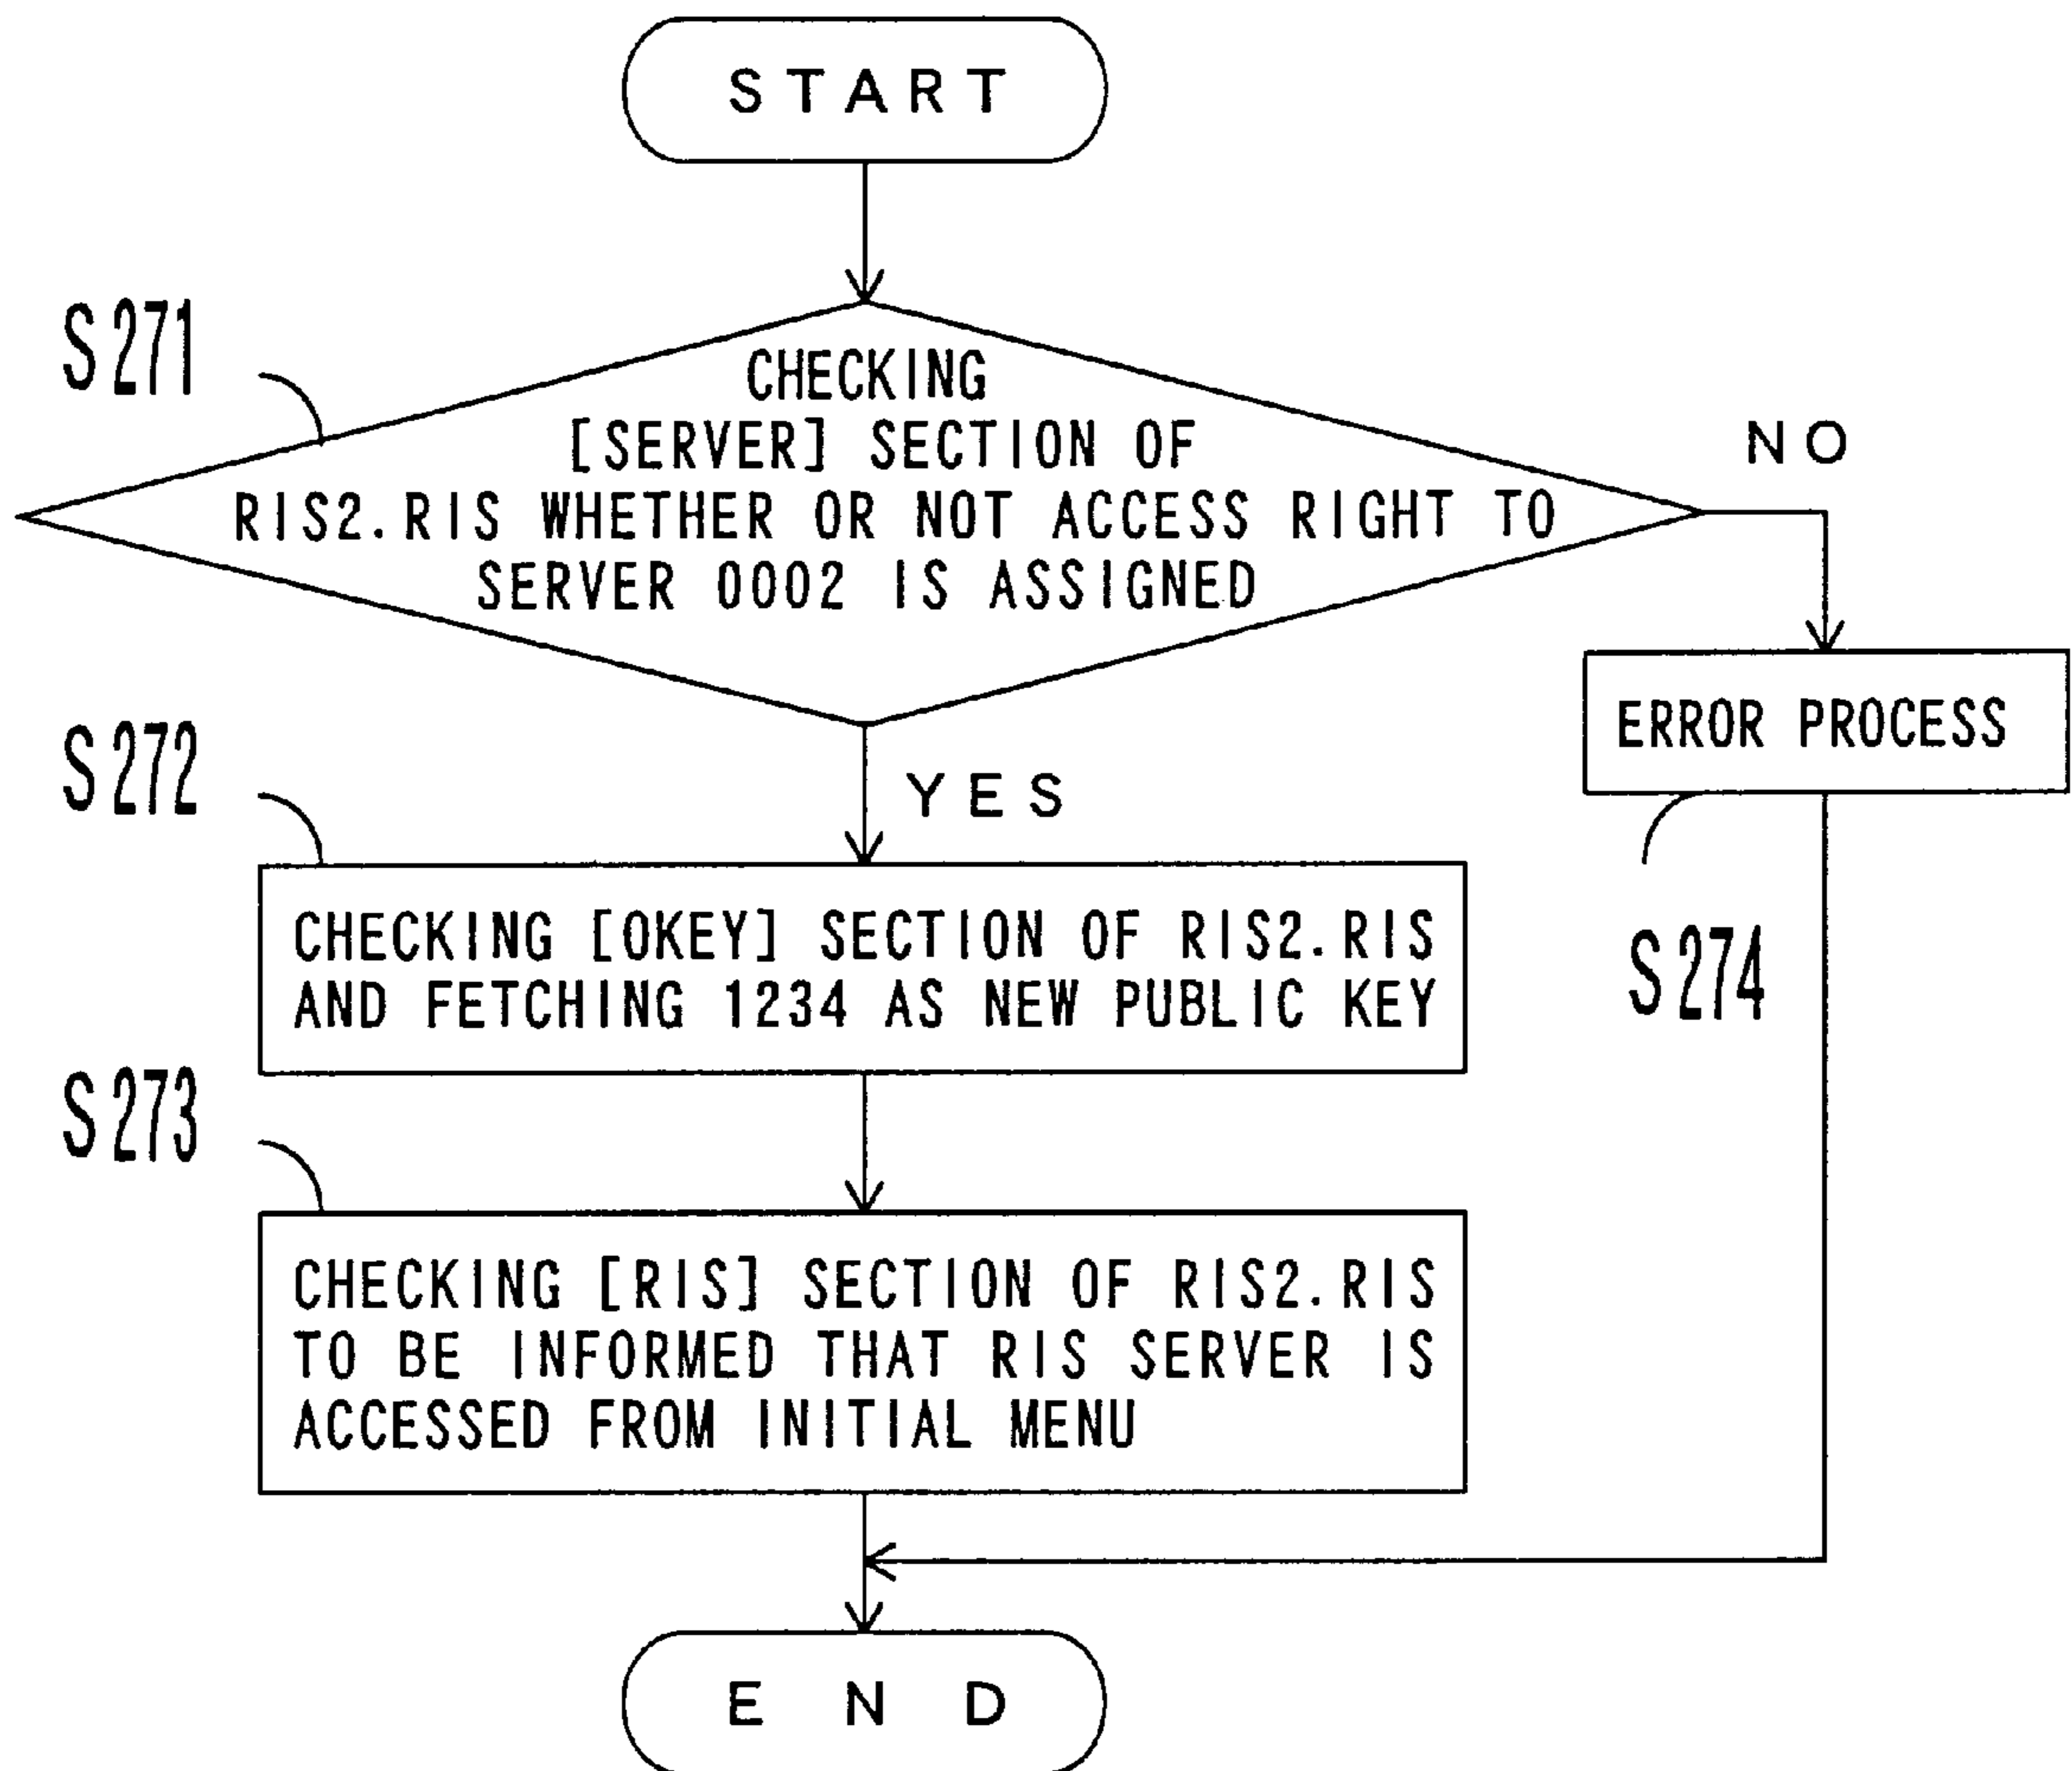 START
S271
CHECKING
[SERVER] SECTION OF
RIS2.RIS WHETHER OR NOT ACCESS RIGHT TO
SERVER 0002 IS ASSIGNED
NO
ERROR PROCESS
S274
YES
S272
CHECKING [OKEY] SECTION OF RIS2.RIS
AND FETCHING 1234 AS NEW PUBLIC KEY
S273
CHECKING [RIS] SECTION OF RIS2.RIS
TO BE INFORMED THAT RIS SERVER IS
ACCESSED FROM INITIAL MENU
END